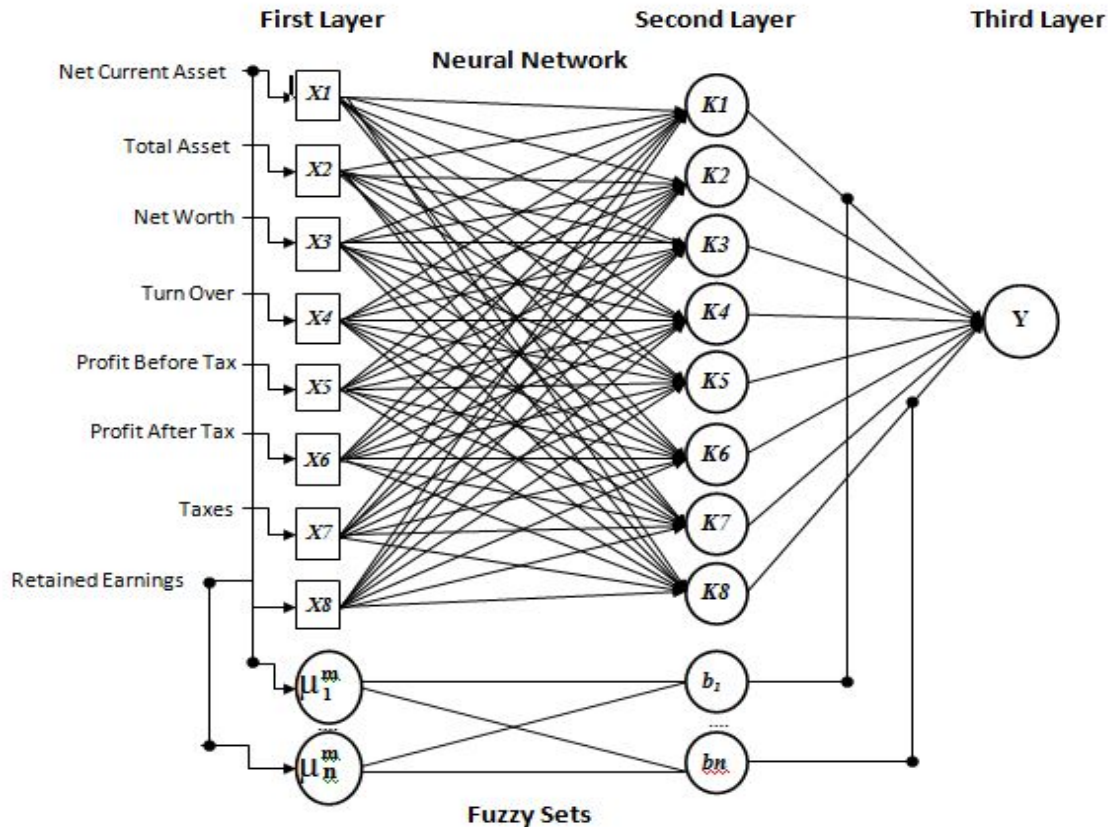 First Layer
Second Layer
Third Layer
Neural Network
Net Current Asset
X1
K1
Total Asset
X2
K2
Net Worth
X3
K3
Turn Over
X4
K4
Y
Profit Before Tax
X5
K5
Profit After Tax
X6
K6
Taxes
X7
K7
Retained Earnings
X8
K8
μ₁ᵐ
b₁
....
....
μₙᵐ
bn
Fuzzy Sets